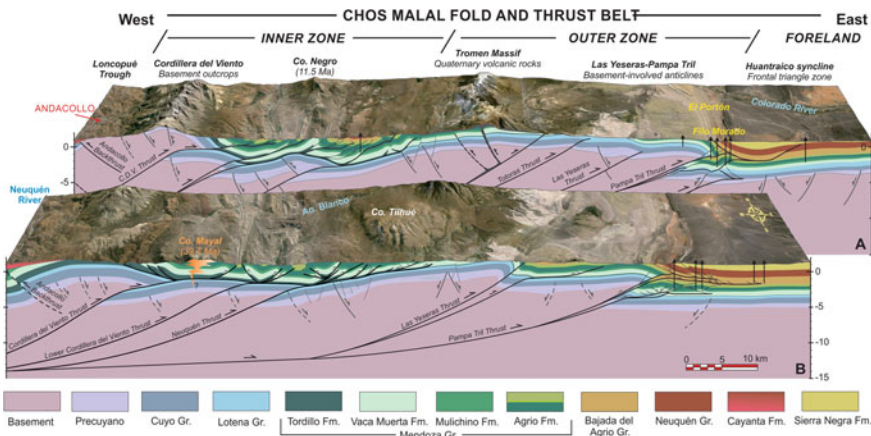 West
CHOS MALAL FOLD AND THRUST BELT
East
INNER ZONE
OUTER ZONE
FORELAND
Loncopué
Trough
Cordillera del Viento
Basement outcrops
Co. Negro
(11.5 Ma)
Tromen Massif
Quaternary volcanic rocks
Las Yeseras-Pampa Tril
Basement-involved anticlines
Huantraico syncline
Frontal triangle zone
ANDACOLLO
El Portón
Colorado River
Filo Morado
0
0
-5
Andacollo
Backthrust
C.D.V. Thrust
Totoras Thrust
Las Yeseras
Thrust
Pampa Tril Thrust
A
Neuquén
River
Ao. Blanco
Co. Tilhué
Co. Mayal
0
-5
-10
-15
Andacollo
Backthrust
Cordillera del Viento Thrust
Lower Cordillera del Viento Thrust
Neuquén Thrust
Las Yeseras Thrust
Pampa Tril Thrust
0 5 10 km
B
Basement
Precuyano
Cuyo Gr.
Lotena Gr.
Tordillo Fm.
Vaca Muerta Fm.
Mulichino Fm.
Agrio Fm.
Bajada del
Agrio Gr.
Neuquén Gr.
Cayanta Fm.
Sierra Negra Fm.
Mendoza Gr.